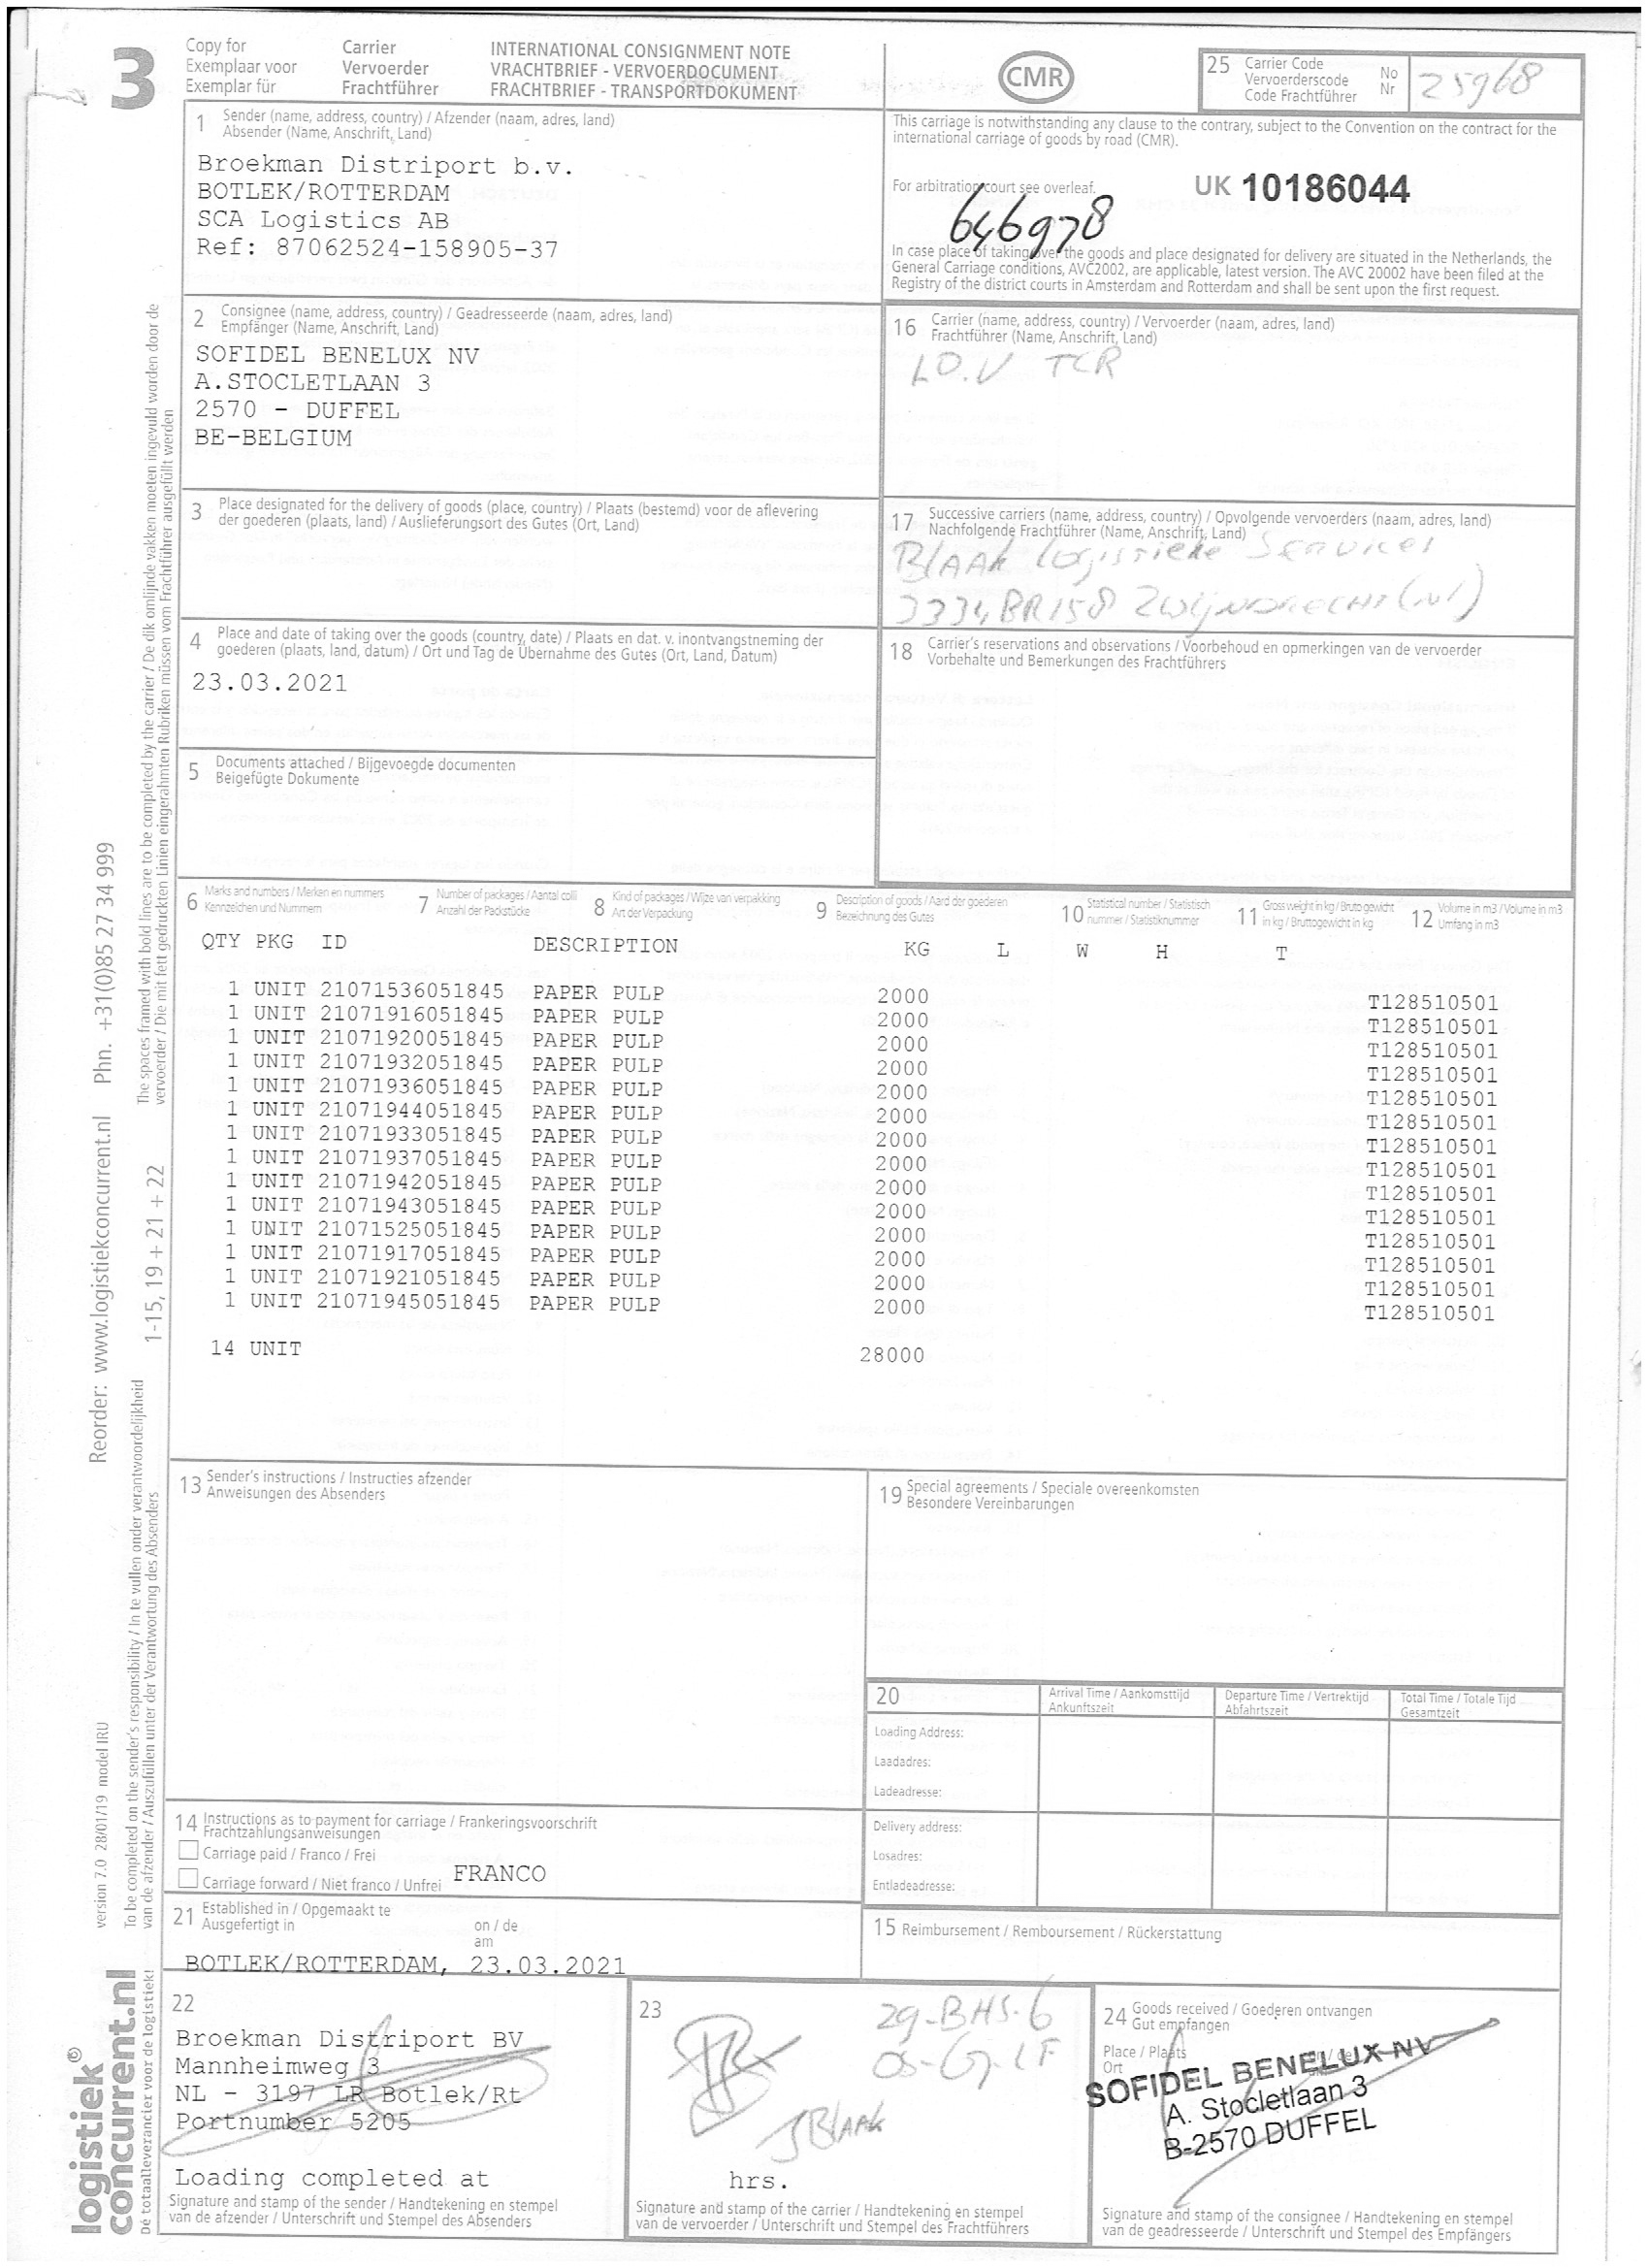 3
Copy for
Exemplaar voor
Exemplar für
Carrier
Vervoerder
Frachtführer
INTERNATIONAL CONSIGNMENT NOTE
VRACHTBRIEF - VERVOERDOCUMENT
FRACHTBRIEF - TRANSPORTDOKUMENT
CMR
25 Carrier Code
Vervoerderscode
Code Frachtführer
No
Nr
25968
1 Sender (name, address, country) / Afzender (naam, adres, land)
Absender (Name, Anschrift, Land)
Broekman Distriport b.v.
BOTLEK/ROTTERDAM
SCA Logistics AB
Ref: 87062524-158905-37
This carriage is notwithstanding any clause to the contrary, subject to the Convention on the contract for the
international carriage of goods by road (CMR).
For arbitration court see overleaf.
UK 10186044
646978
In case place of taking over the goods and place designated for delivery are situated in the Netherlands, the
General Carriage conditions, AVC2002, are applicable, latest version. The AVC 20002 have been filed at the
Registry of the district courts in Amsterdam and Rotterdam and shall be sent upon the first request.
2 Consignee (name, address, country) / Geadresseerde (naam, adres, land)
Empfänger (Name, Anschrift, Land)
SOFIDEL BENELUX NV
A.STOCLETLAAN 3
2570 - DUFFEL
BE-BELGIUM
16 Carrier (name, address, country) / Vervoerder (naam, adres, land)
Frachtführer (Name, Anschrift, Land)
I.O.V TCR
3 Place designated for the delivery of goods (place, country) / Plaats (bestemd) voor de aflevering
der goederen (plaats, land) / Auslieferungsort des Gutes (Ort, Land)
17 Successive carriers (name, address, country) / Opvolgende vervoerders (naam, adres, land)
Nachfolgende Frachtführer (Name, Anschrift, Land)
BLAAK Logistieke Services
3334BR158 Zwijndrecht (NL)
4 Place and date of taking over the goods (country, date) / Plaats en dat. v. inontvangstneming der
goederen (plaats, land, datum) / Ort und Tag de Übernahme des Gutes (Ort, Land, Datum)
23.03.2021
18 Carrier's reservations and observations / Voorbehoud en opmerkingen van de vervoerder
Vorbehalte und Bemerkungen des Frachtführers
5 Documents attached / Bijgevoegde documenten
Beigefügte Dokumente
6 Marks and numbers / Merken en nummers
Kennzeichen und Nummern
7 Number of packages / Aantal colli
Anzahl der Packstücke
8 Kind of packages / Wijze van verpakking
Art der Verpackung
9 Description of goods / Aard der goederen
Bezeichnung des Gutes
10 Statistical number / Statistisch
nummer / Statistiknummer
11 Gross weight in kg / Bruto gewicht
in kg / Bruttogewicht in kg
12 Volume in m3 / Volume in m3
Umfang in m3
QTY PKG ID DESCRIPTION KG L W H T
1 UNIT 21071536051845 PAPER PULP 2000 T128510501
1 UNIT 21071916051845 PAPER PULP 2000 T128510501
1 UNIT 21071920051845 PAPER PULP 2000 T128510501
1 UNIT 21071932051845 PAPER PULP 2000 T128510501
1 UNIT 21071936051845 PAPER PULP 2000 T128510501
1 UNIT 21071944051845 PAPER PULP 2000 T128510501
1 UNIT 21071933051845 PAPER PULP 2000 T128510501
1 UNIT 21071937051845 PAPER PULP 2000 T128510501
1 UNIT 21071942051845 PAPER PULP 2000 T128510501
1 UNIT 21071943051845 PAPER PULP 2000 T128510501
1 UNIT 21071525051845 PAPER PULP 2000 T128510501
1 UNIT 21071917051845 PAPER PULP 2000 T128510501
1 UNIT 21071921051845 PAPER PULP 2000 T128510501
1 UNIT 21071945051845 PAPER PULP 2000 T128510501
14 UNIT 28000
13 Sender's instructions / Instructies afzender
Anweisungen des Absenders
19 Special agreements / Speciale overeenkomsten
Besondere Vereinbarungen
20
Arrival Time / Aankomsttijd
Ankunftszeit
Departure Time / Vertrektijd
Abfahrtszeit
Total Time / Totale Tijd
Gesamtzeit
Loading Address:
Laadadres:
Ladeadresse:
Delivery address:
Losadres:
Entladeadresse:
14 Instructions as to payment for carriage / Frankeringsvoorschrift
Frachtzahlungsanweisungen
Carriage paid / Franco / Frei
Carriage forward / Niet franco / Unfrei
FRANCO
21 Established in / Opgemaakt te
Ausgefertigt in
on / de
am
BOTLEK/ROTTERDAM, 23.03.2021
15 Reimbursement / Remboursement / Rückerstattung
22
Broekman Distriport BV
Mannheimweg 3
NL - 3197 LR Botlek/Rt
Portnumber 5205
Loading completed at
Signature and stamp of the sender / Handtekening en stempel
van de afzender / Unterschrift und Stempel des Absenders
23
29-BHS-6
JBLAAK
hrs.
Signature and stamp of the carrier / Handtekening en stempel
van de vervoerder / Unterschrift und Stempel des Frachtführers
24 Goods received / Goederen ontvangen
Gut empfangen
Place / Plaats
Ort
SOFIDEL BENELUX NV
A. Stocletlaan 3
B-2570 DUFFEL
Signature and stamp of the consignee / Handtekening en stempel
van de geadresseerde / Unterschrift und Stempel des Empfängers
The spaces framed with bold lines are to be completed by the carrier / De dik omlijnde vakken moeten ingevuld worden door de
vervoerder / Die mit fett gedruckten Linien eingerahmten Rubriken müssen vom Frachtführer ausgefüllt werden
Reorder: www.logistiekconcurrent.nl Phn. +31(0)85 27 34 999
1-15, 19 + 21 + 22
To be completed on the sender's responsibility / In te vullen onder verantwoordelijkheid
van de afzender / Auszufüllen unter der Verantwortung des Absenders
version 7.0 28/01/19 model IRU
logistiek®
concurrent.nl
Dé totaalleverancier voor de logistiek!